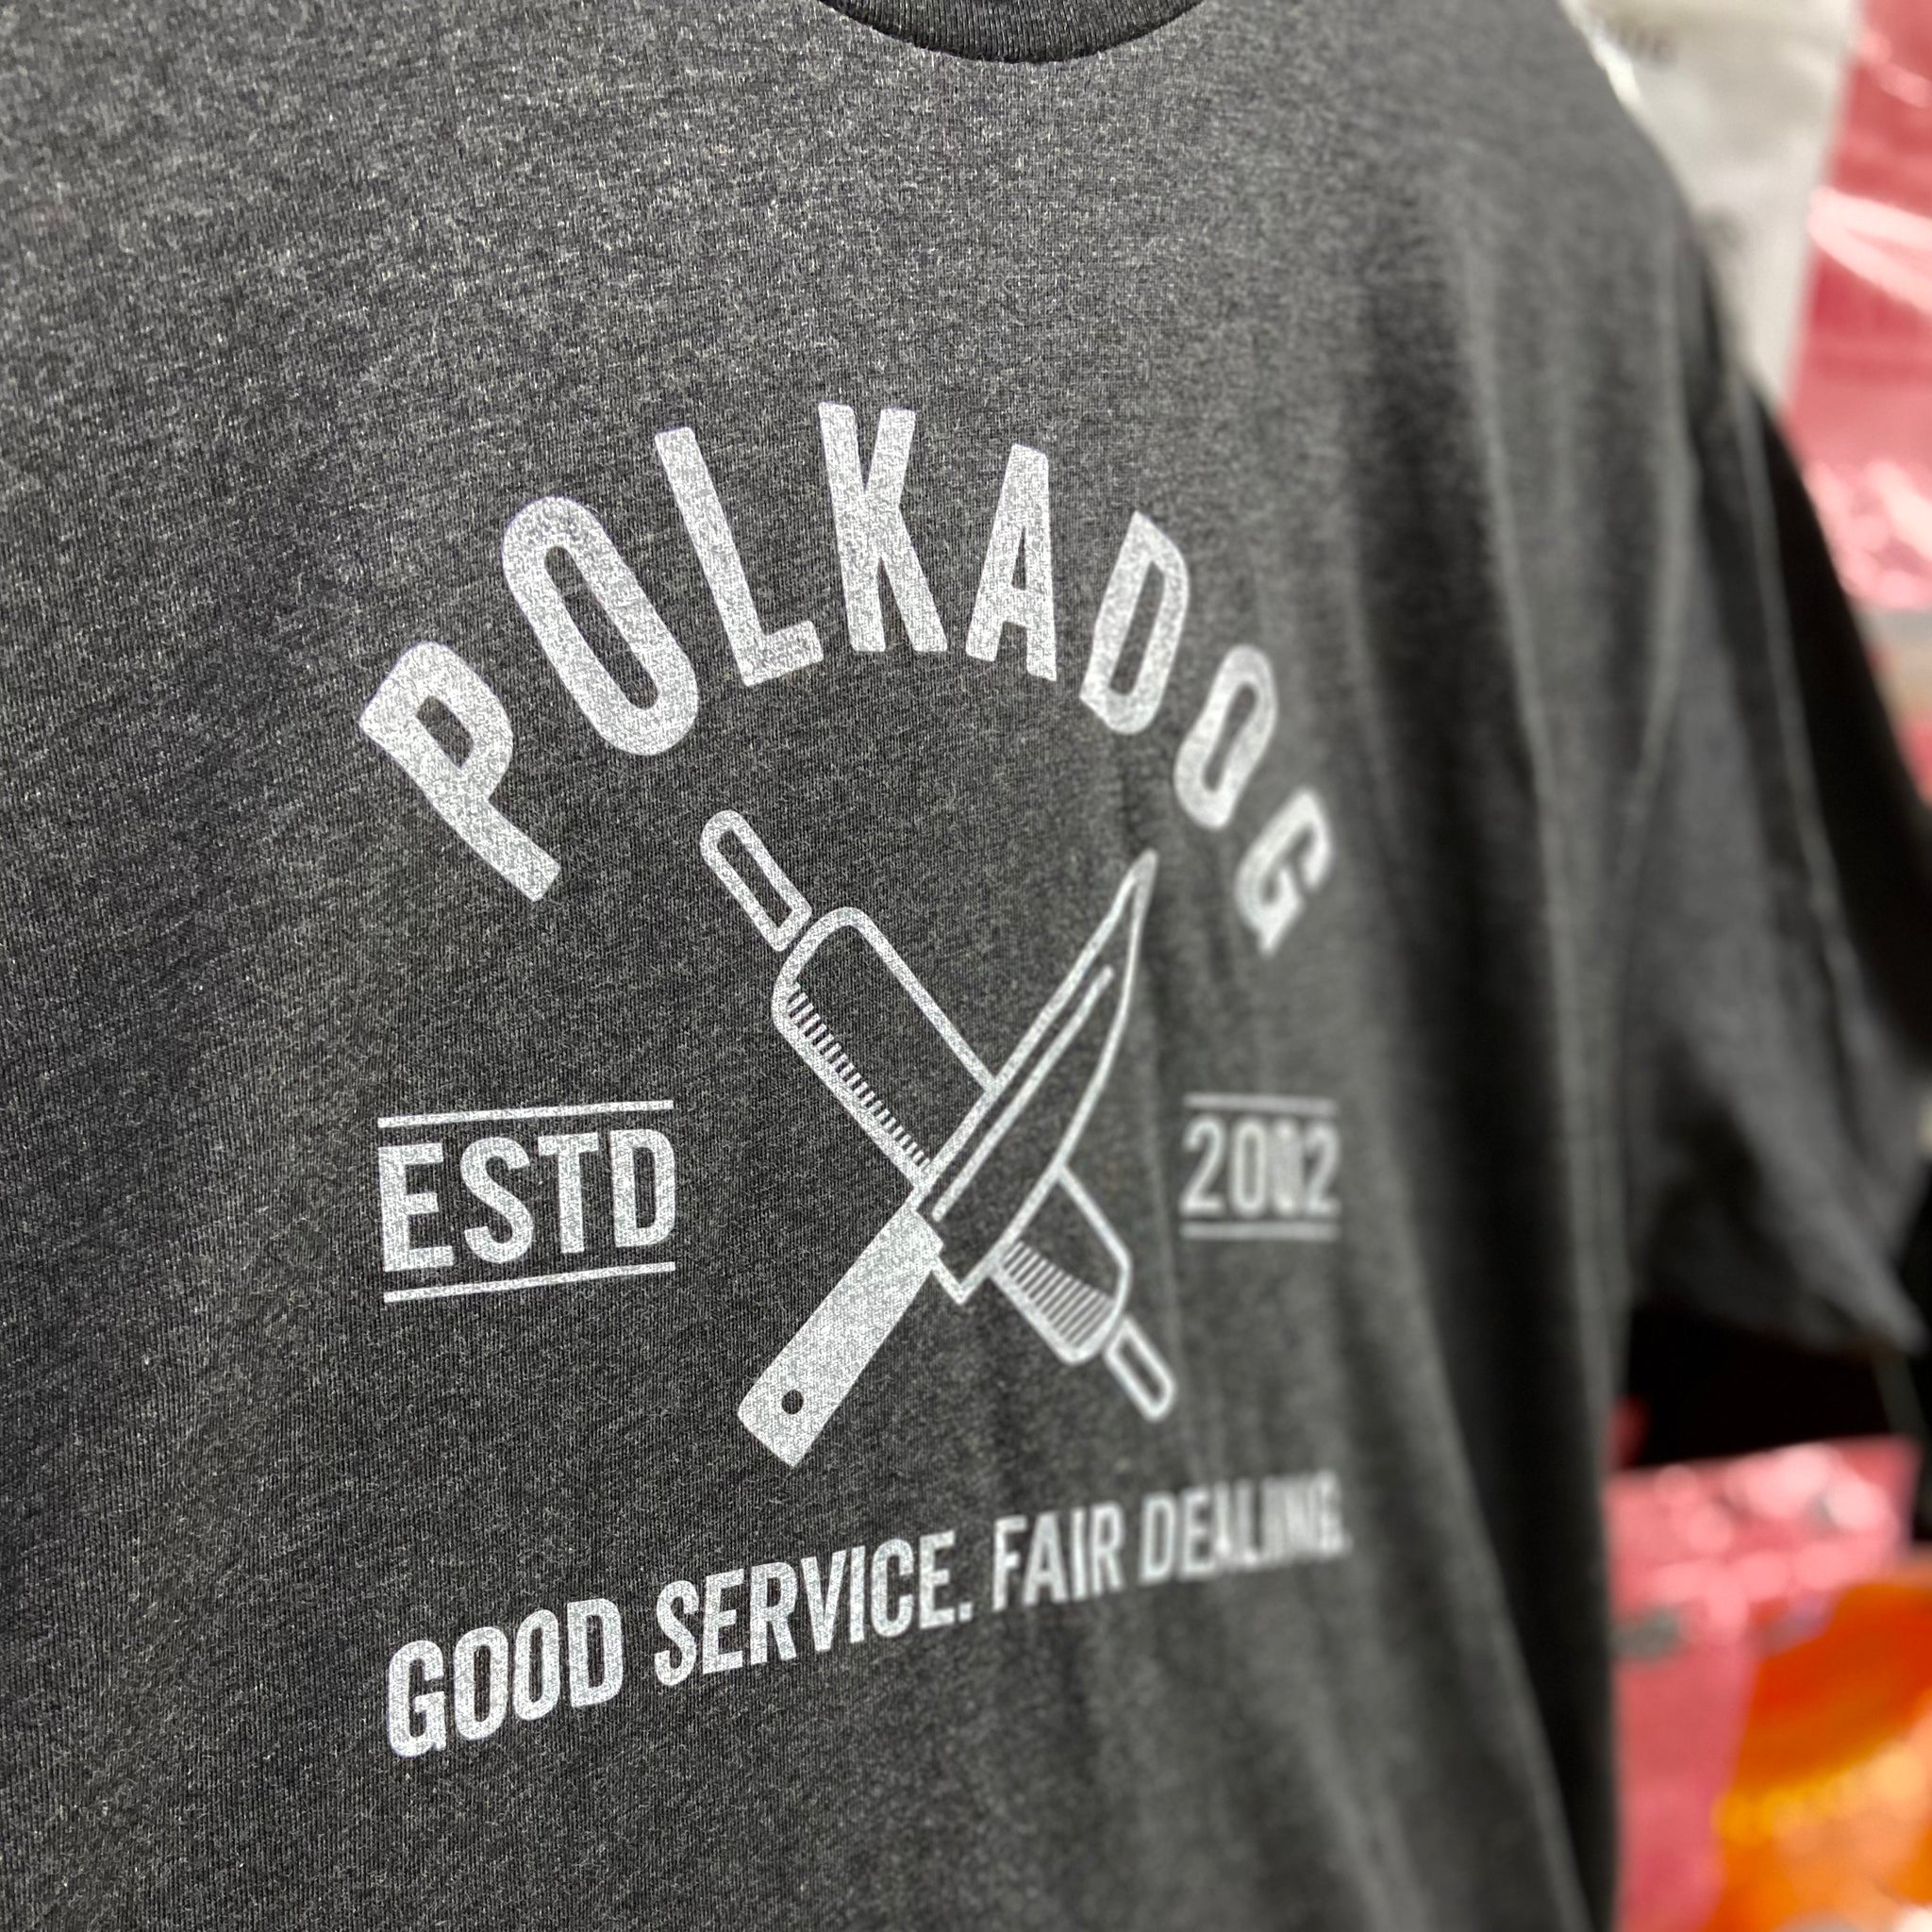 POLKADOG
ESTD 2002
GOOD SERVICE. FAIR DEALING.